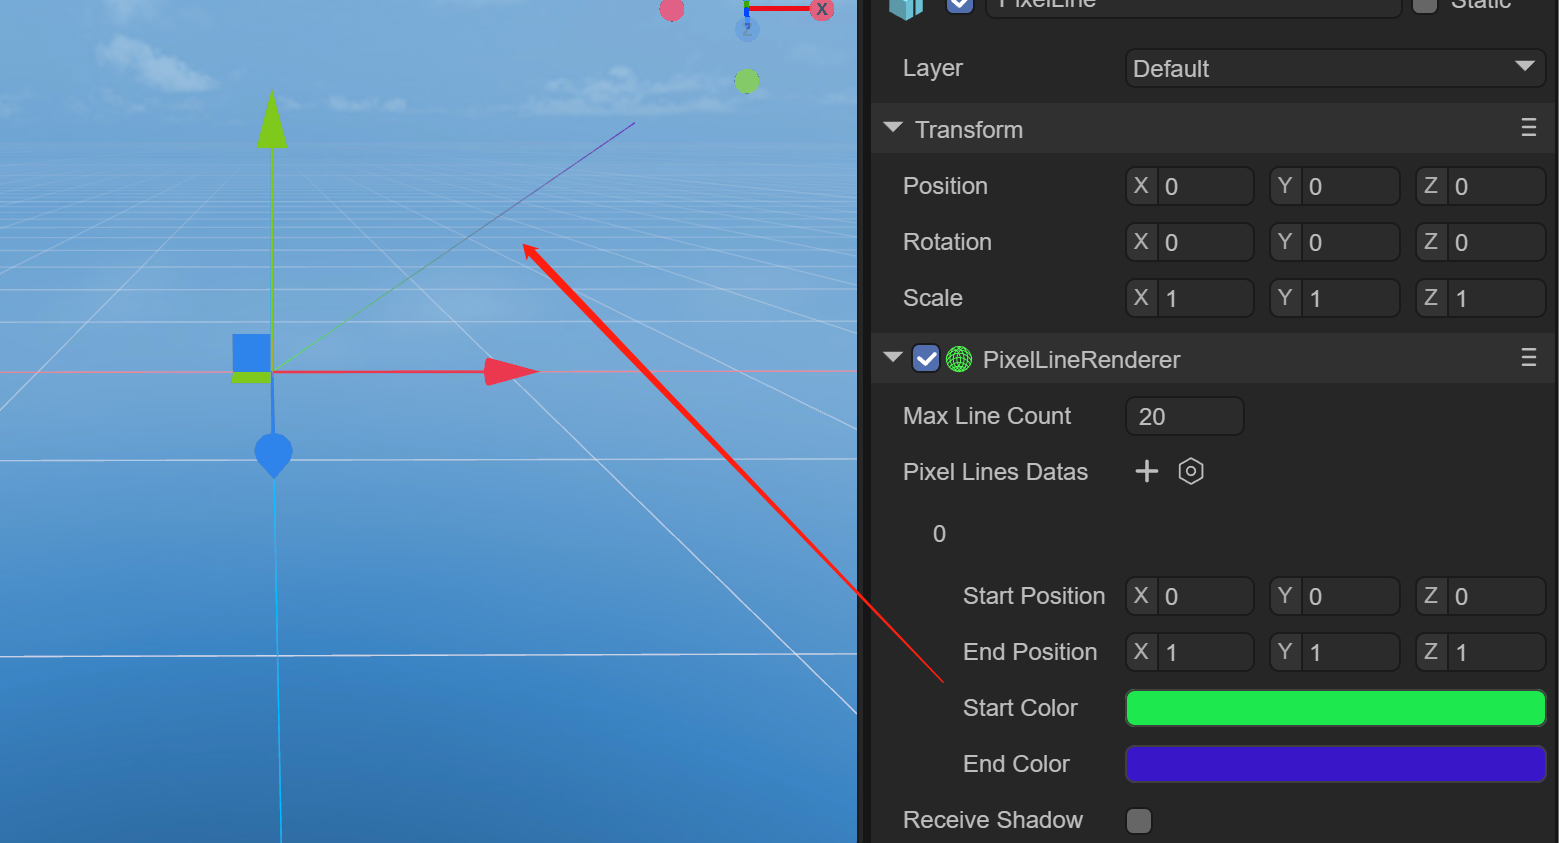 X
Z
PixelLine
Static
Layer
Default
Transform
Position X 0 Y 0 Z 0
Rotation X 0 Y 0 Z 0
Scale X 1 Y 1 Z 1
PixelLineRenderer
Max Line Count 20
Pixel Lines Datas
0
Start Position X 0 Y 0 Z 0
End Position X 1 Y 1 Z 1
Start Color
End Color
Receive Shadow